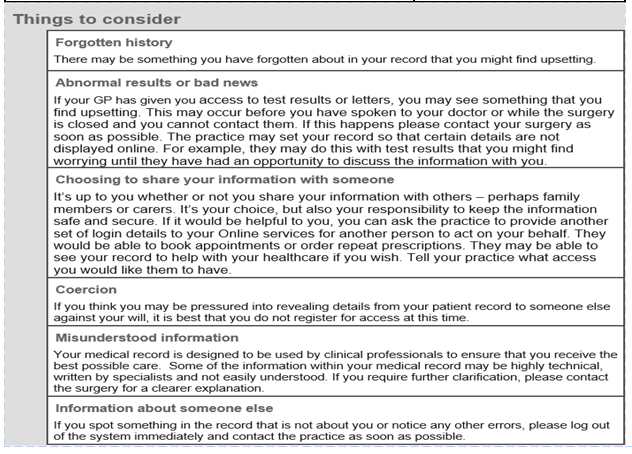 Things to consider
Forgotten history
There may be something you have forgotten about in your record that you might find upsetting.
Abnormal results or bad news
If your GP has given you access to test results or letters, you may see something that you
find upsetting. This may occur before you have spoken to your doctor or while the surgery
is closed and you cannot contact them. If this happens please contact your surgery as
soon as possible. The practice may set your record so that certain details are not
displayed online. For example, they may do this with test results that you might find
worrying until they have had an opportunity to discuss the information with you.
Choosing to share your information with someone
It's up to you whether or not you share your information with others – perhaps family
members or carers. It's your choice, but also your responsibility to keep the information
safe and secure. If it would be helpful to you, you can ask the practice to provide another
set of login details to your Online services for another person to act on your behalf. They
would be able to book appointments or order repeat prescriptions. They may be able to
see your record to help with your healthcare if you wish. Tell your practice what access
you would like them to have.
Coercion
If you think you may be pressured into revealing details from your patient record to someone else
against your will, it is best that you do not register for access at this time.
Misunderstood information
Your medical record is designed to be used by clinical professionals to ensure that you receive the
best possible care. Some of the information within your medical record may be highly technical,
written by specialists and not easily understood. If you require further clarification, please contact
the surgery for a clearer explanation.
Information about someone else
If you spot something in the record that is not about you or notice any other errors, please log out
of the system immediately and contact the practice as soon as possible.